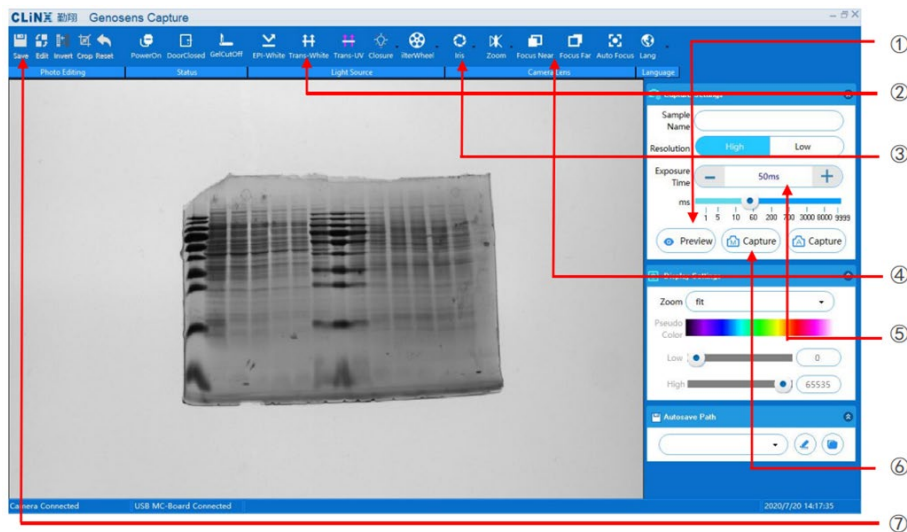 CLiNX 勤翔 Genosens Capture
Save Edit Invert Crop Reset PowerOn DoorClosed GelCutOff EPI-White Trans-White Trans-UV Closure ilterWheel Iris Zoom Focus Near Focus Far Auto Focus Lang
Photo Editing Status Light Source Camera Lens Language
①
②
Capture Settings
Sample
Name
Resolution High Low
③
Exposure
Time
50ms
ms
1 5 10 60 200 700 3000 8000 9999
Preview Capture Capture
Display Settings
④
Zoom fit
Pseudo
Color
⑤
Low 0
High 65535
Autosave Path
⑥
Camera Connected USB MC-Board Connected 2020/7/20 14:17:35
⑦